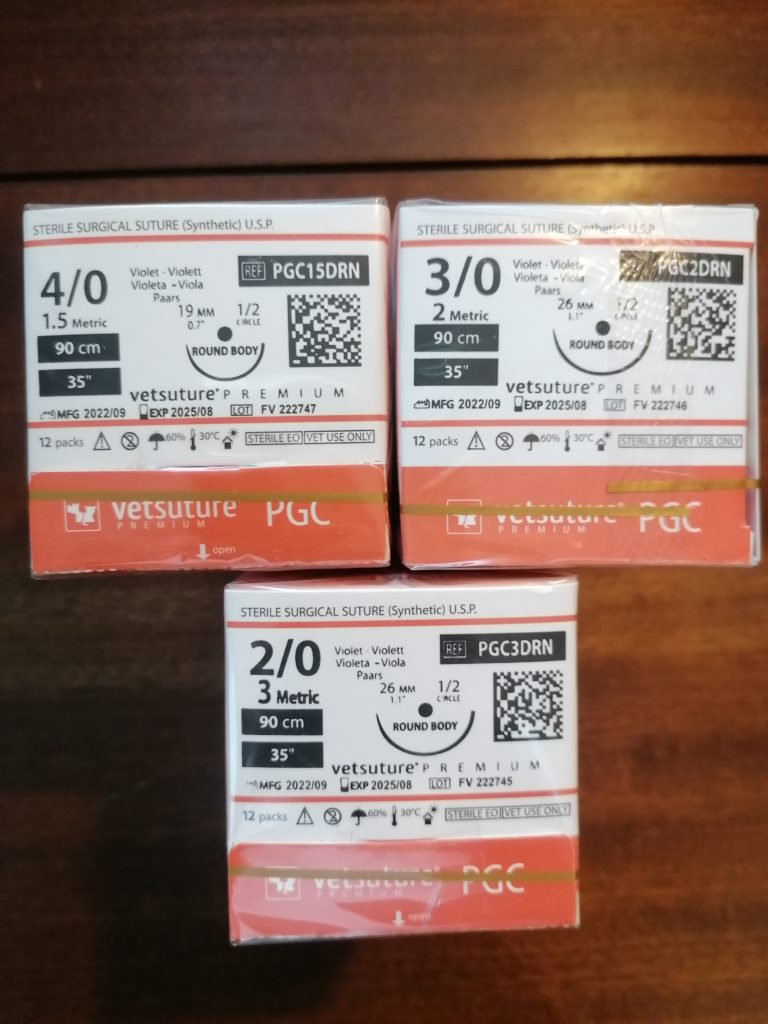 STERILE SURGICAL SUTURE (Synthetic) U.S.P.
4/0
1.5 Metric
90 cm
35"
Violet - Violett
Violeta - Viola
Paars
REF PGC15DRN
19 MM
0.7"
1/2
CIRCLE
ROUND BODY
vetsuture® PREMIUM
MFG 2022/09 EXP 2025/08 LOT FV 222747
12 packs 60% 30°C STERILE EO VET USE ONLY
vetsuture PGC
PREMIUM
open
STERILE SURGICAL SUTURE (Synthetic) U.S.P
3/0
2 Metric
90 cm
35"
Violet - Violett
Violeta - Viola
Paars
PGC2DRN
26 MM
1.1"
1/2
CIRCLE
ROUND BODY
vetsuture® PREMIUM
MFG 2022/09 EXP 2025/08 LOT FV 222746
12 packs 60% 30°C STERILE EO VET USE ONLY
vetsuture® PGC
PREMIUM
STERILE SURGICAL SUTURE (Synthetic) U.S.P.
2/0
3 Metric
90 cm
35"
Violet - Violett
Violeta - Viola
Paars
REF PGC3DRN
26 MM
1.1"
1/2
CIRCLE
ROUND BODY
vetsuture® PREMIUM
MFG 2022/09 EXP 2025/08 LOT FV 222745
12 packs 60% 30°C STERILE EO VET USE ONLY
vetsuture® PGC
PREMIUM
open